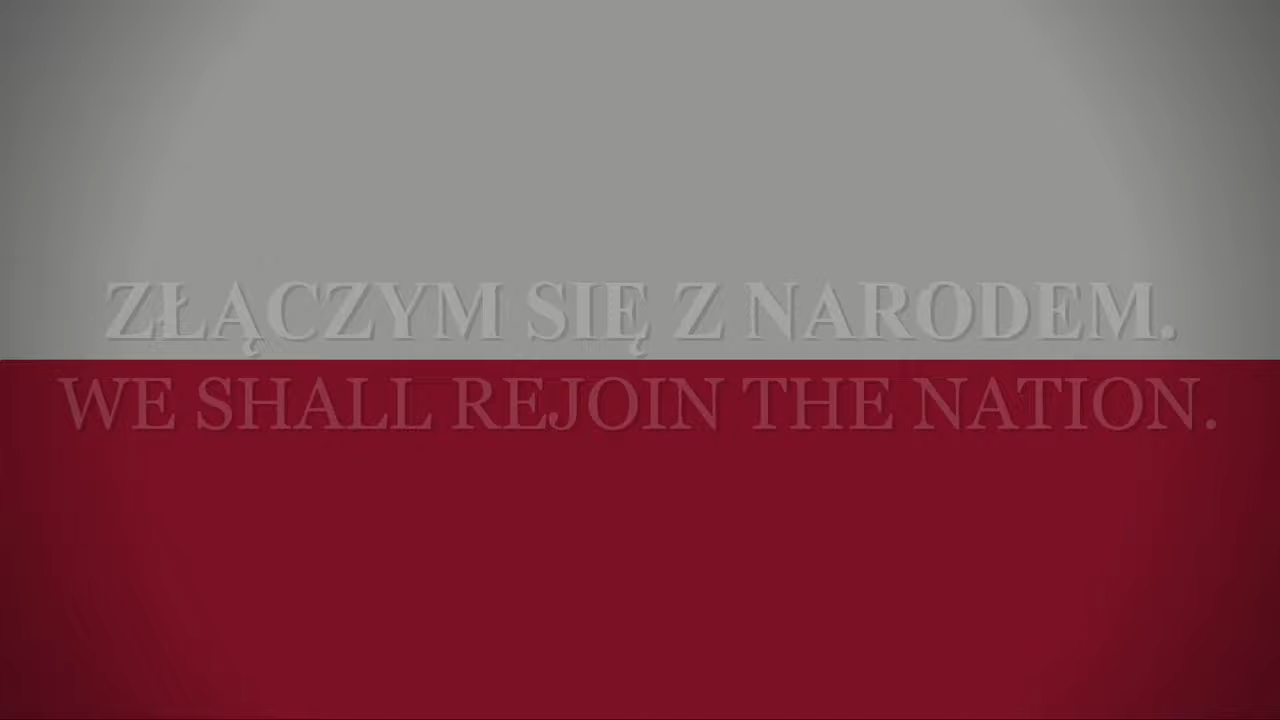 ZŁĄCZYM SIĘ Z NARODEM.
WE SHALL REJOIN THE NATION.